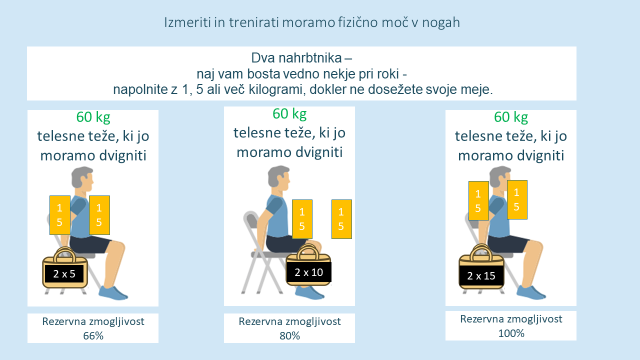 Izmeriti in trenirati moramo fizično moč v nogah
Dva nahrbtnika –
naj vam bosta vedno nekje pri roki -
napolnite z 1, 5 ali več kilogrami, dokler ne dosežete svoje meje.
60 kg
telesne teže, ki jo
moramo dvigniti
1
5
1
5
2 x 5
Rezervna zmogljivost
66%
60 kg
telesne teže, ki jo
moramo dvigniti
1
5
1
5
2 x 10
Rezervna zmogljivost
80%
60 kg
telesne teže, ki jo
moramo dvigniti
1
5
1
5
2 x 15
Rezervna zmogljivost
100%